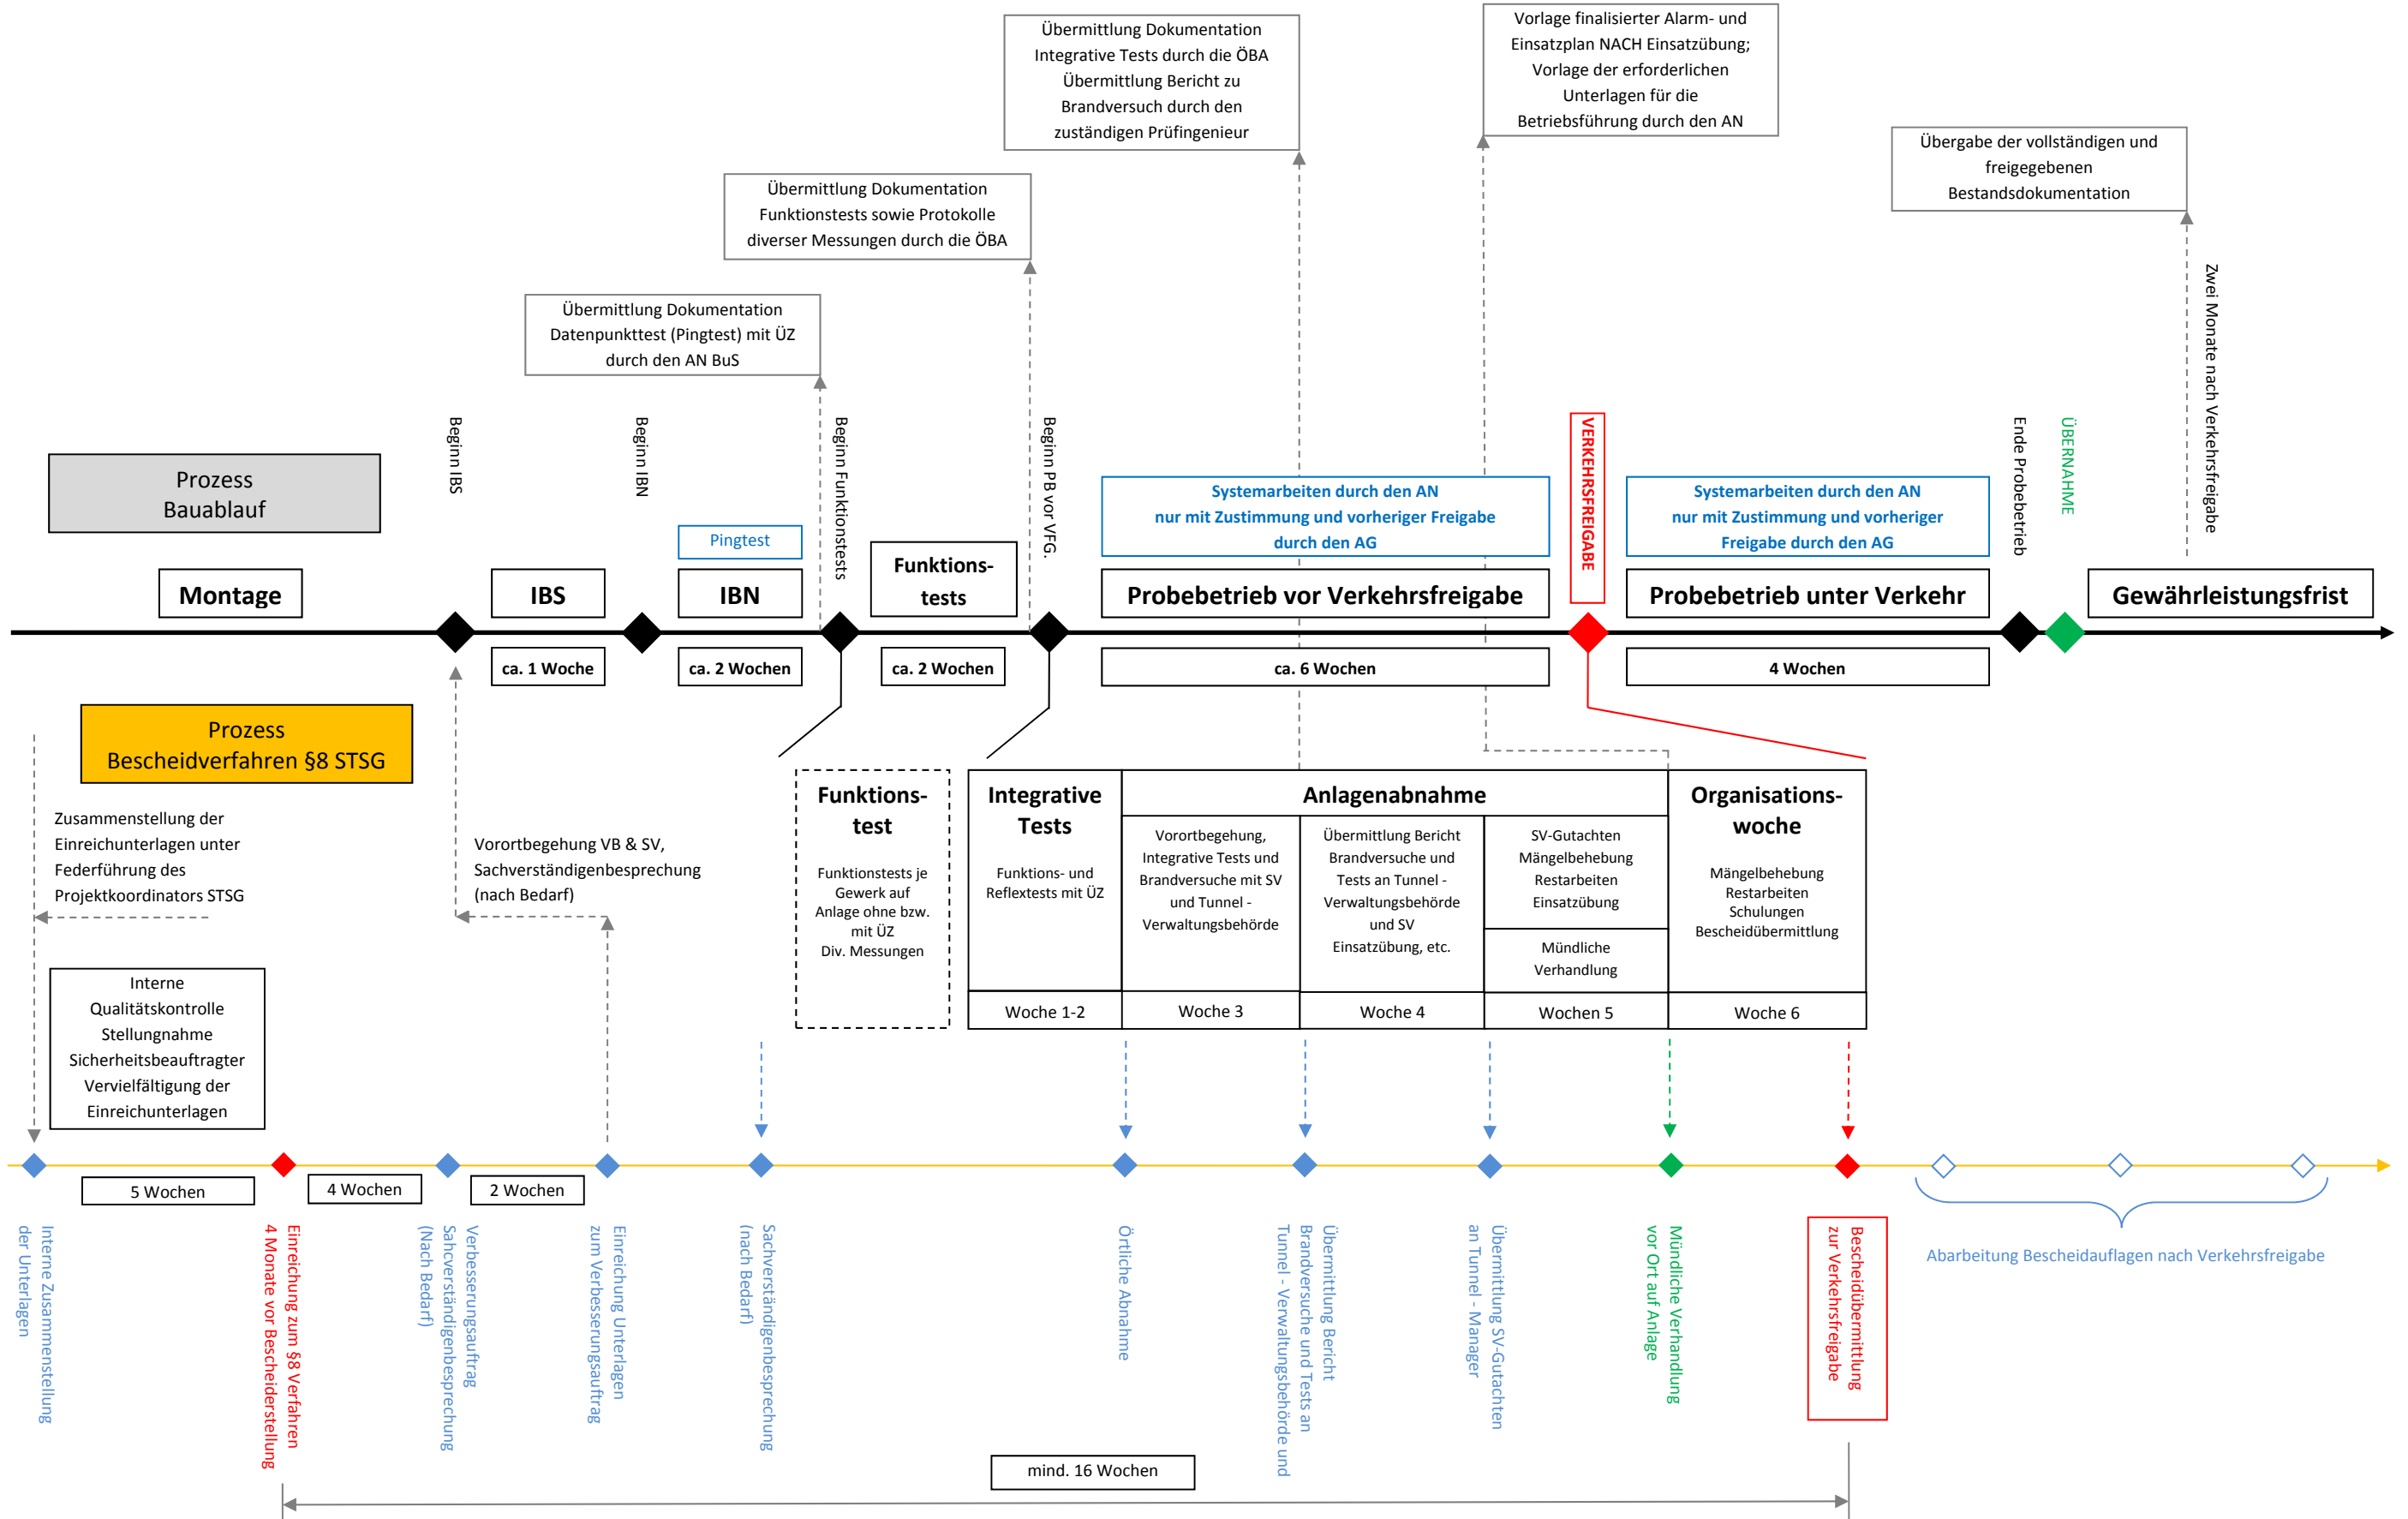 Übermittlung Dokumentation
Integrative Tests durch die ÖBA
Übermittlung Bericht zu
Brandversuch durch den
zuständigen Prüfingenieur
Vorlage finalisierter Alarm- und
Einsatzplan NACH Einsatzübung;
Vorlage der erforderlichen
Unterlagen für die
Betriebsführung durch den AN
Übergabe der vollständigen und
freigegebenen
Bestandsdokumentation
Übermittlung Dokumentation
Funktionstests sowie Protokolle
diverser Messungen durch die ÖBA
Übermittlung Dokumentation
Datenpunkttest (Pingtest) mit ÜZ
durch den AN BuS
Prozess
Bauablauf
Beginn IBS
Beginn IBN
Beginn Funktionstests
Beginn PB vor VFG.
VERKEHRSFREIGABE
Ende Probebetrieb
ÜBERNAHME
Zwei Monate nach Verkehrsfreigabe
Pingtest
Systemarbeiten durch den AN
nur mit Zustimmung und vorheriger Freigabe
durch den AG
Systemarbeiten durch den AN
nur mit Zustimmung und vorheriger
Freigabe durch den AG
Montage
IBS
IBN
Funktions-
tests
Probebetrieb vor Verkehrsfreigabe
Probebetrieb unter Verkehr
Gewährleistungsfrist
ca. 1 Woche
ca. 2 Wochen
ca. 2 Wochen
ca. 6 Wochen
4 Wochen
Prozess
Bescheidverfahren §8 STSG
Zusammenstellung der
Einreichunterlagen unter
Federführung des
Projektkoordinators STSG
Vorortbegehung VB & SV,
Sachverständigenbesprechung
(nach Bedarf)
Interne
Qualitätskontrolle
Stellungnahme
Sicherheitsbeauftragter
Vervielfältigung der
Einreichunterlagen
Funktions-
test
Funktionstests je
Gewerk auf
Anlage ohne bzw.
mit ÜZ
Div. Messungen
Integrative
Tests
Funktions- und
Reflextests mit ÜZ
Woche 1-2
Anlagenabnahme
Vorortbegehung,
Integrative Tests und
Brandversuche mit SV
und Tunnel -
Verwaltungsbehörde
Woche 3
Übermittlung Bericht
Brandversuche und
Tests an Tunnel -
Verwaltungsbehörde
und SV
Einsatzübung, etc.
Woche 4
SV-Gutachten
Mängelbehebung
Restarbeiten
Einsatzübung
Mündliche
Verhandlung
Wochen 5
Organisations-
woche
Mängelbehebung
Restarbeiten
Schulungen
Bescheidübermittlung
Woche 6
5 Wochen
4 Wochen
2 Wochen
Interne Zusammmenstellung
der Unterlagen
Einreichung zum §8 Verfahren
4 Monate vor Bescheiderstellung
Verbesserungsauftrag
Sahcverständigenbesprechung
(Nach Bedarf)
Einreichung Unterlagen
zum Verbesserungsauftrag
Sachverständigenbesprechung
(nach Bedarf)
Örtliche Abnahme
Übermittlung Bericht
Brandversuche und Tests an
Tunnel - Verwaltungsbehörde und
Übermittlung SV-Gutachten
an Tunnel - Manager
Mündliche Verhandlung
vor Ort auf Anlage
Bescheidübermittlung
zur Verkehrsfreigabe
Abarbeitung Bescheidauflagen nach Verkehrsfreigabe
mind. 16 Wochen